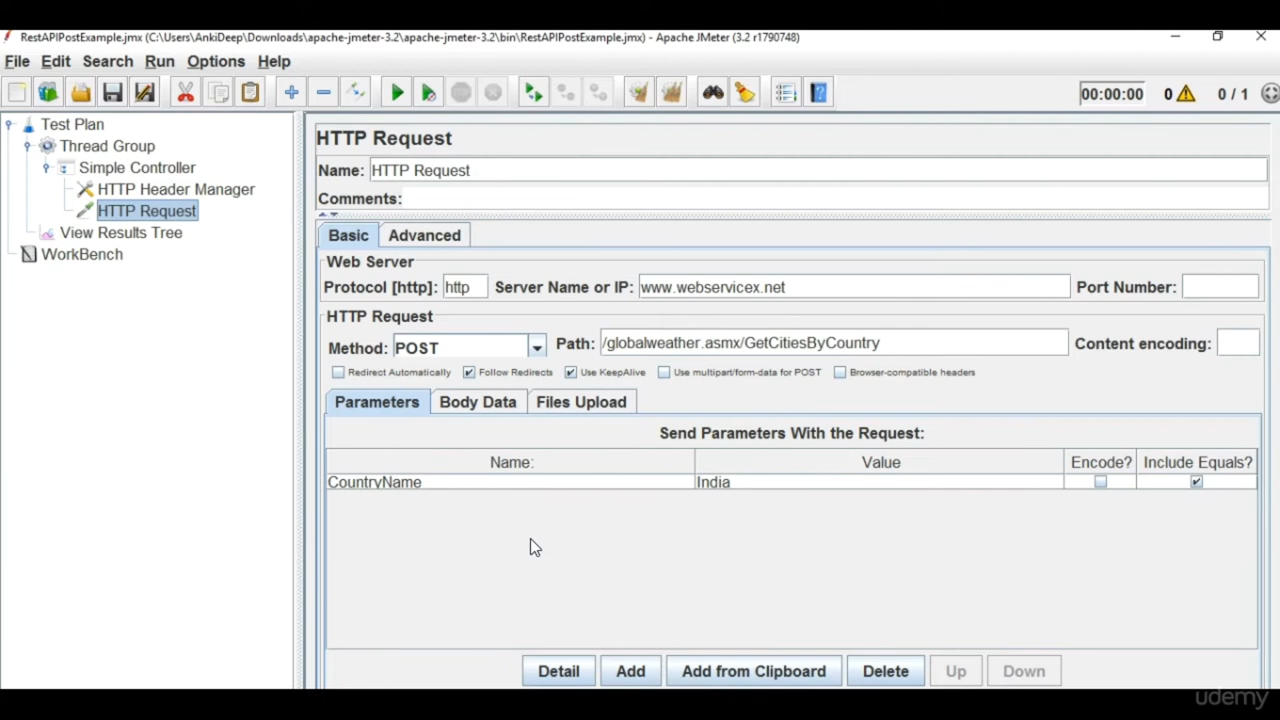 RestAPIPostExample.jmx (C:\Users\AnkiDeep\Downloads\apache-jmeter-3.2\apache-jmeter-3.2\bin\RestAPIPostExample.jmx) - Apache JMeter (3.2 r1790748)
File Edit Search Run Options Help
00:00:00 0 0 / 1
Test Plan
Thread Group
Simple Controller
HTTP Header Manager
HTTP Request
View Results Tree
WorkBench
HTTP Request
Name: HTTP Request
Comments:
Basic Advanced
Web Server
Protocol [http]: http Server Name or IP: www.webservicex.net Port Number:
HTTP Request
Method: POST Path: /globalweather.asmx/GetCitiesByCountry Content encoding:
Redirect Automatically Follow Redirects Use KeepAlive Use multipart/form-data for POST Browser-compatible headers
Parameters Body Data Files Upload
Send Parameters With the Request:
Name: Value Encode? Include Equals?
CountryName India
Detail Add Add from Clipboard Delete Up Down
udemy